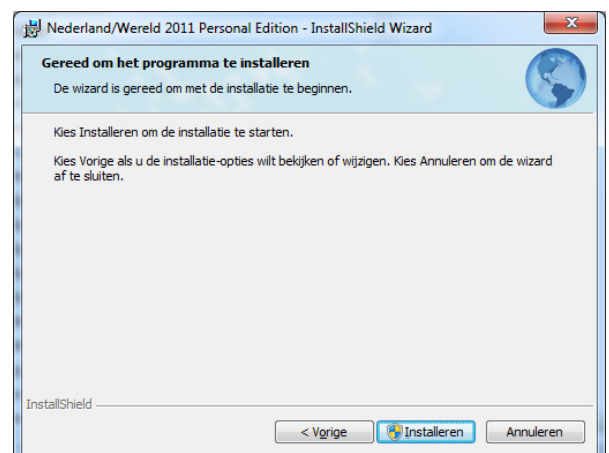 Nederland/Wereld 2011 Personal Edition - InstallShield Wizard
Gereed om het programma te installeren
De wizard is gereed om met de installatie te beginnen.
Kies Installeren om de installatie te starten.
Kies Vorige als u de installatie-opties wilt bekijken of wijzigen. Kies Annuleren om de wizard
af te sluiten.
InstallShield
< Vorige
Installeren
Annuleren